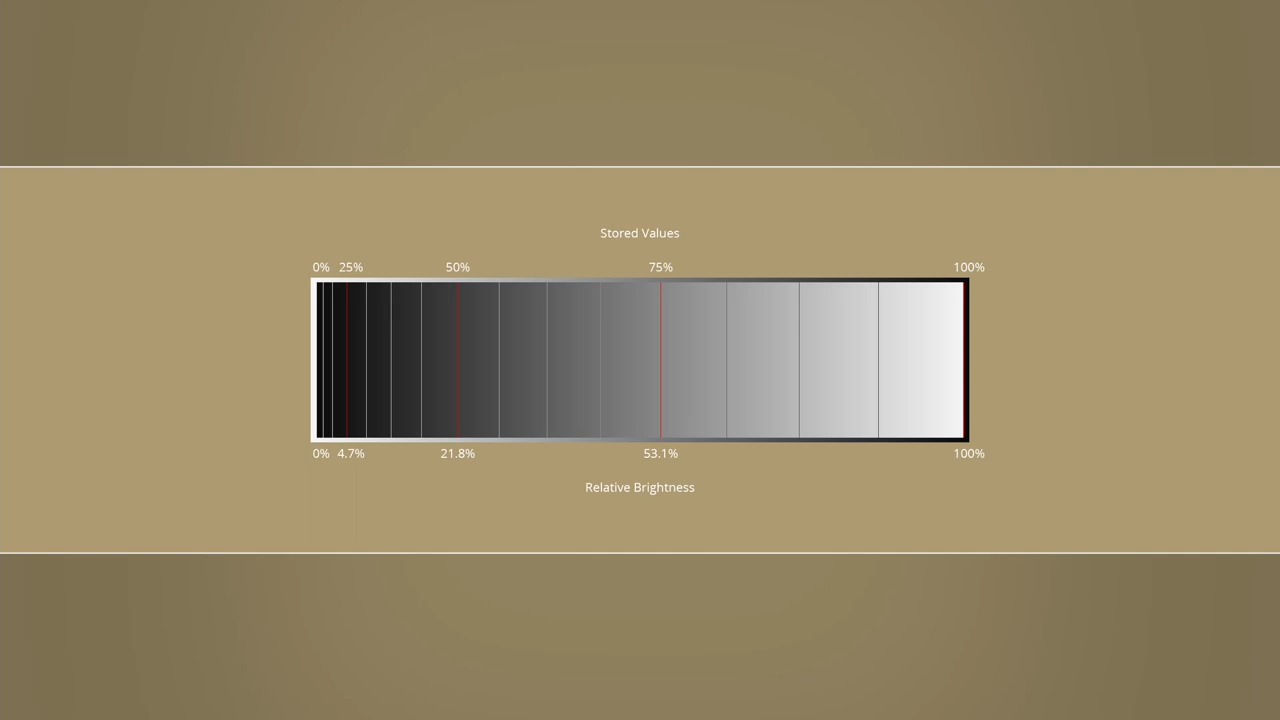 Stored Values
0% 25% 50% 75% 100%
0% 4.7% 21.8% 53.1% 100%
Relative Brightness